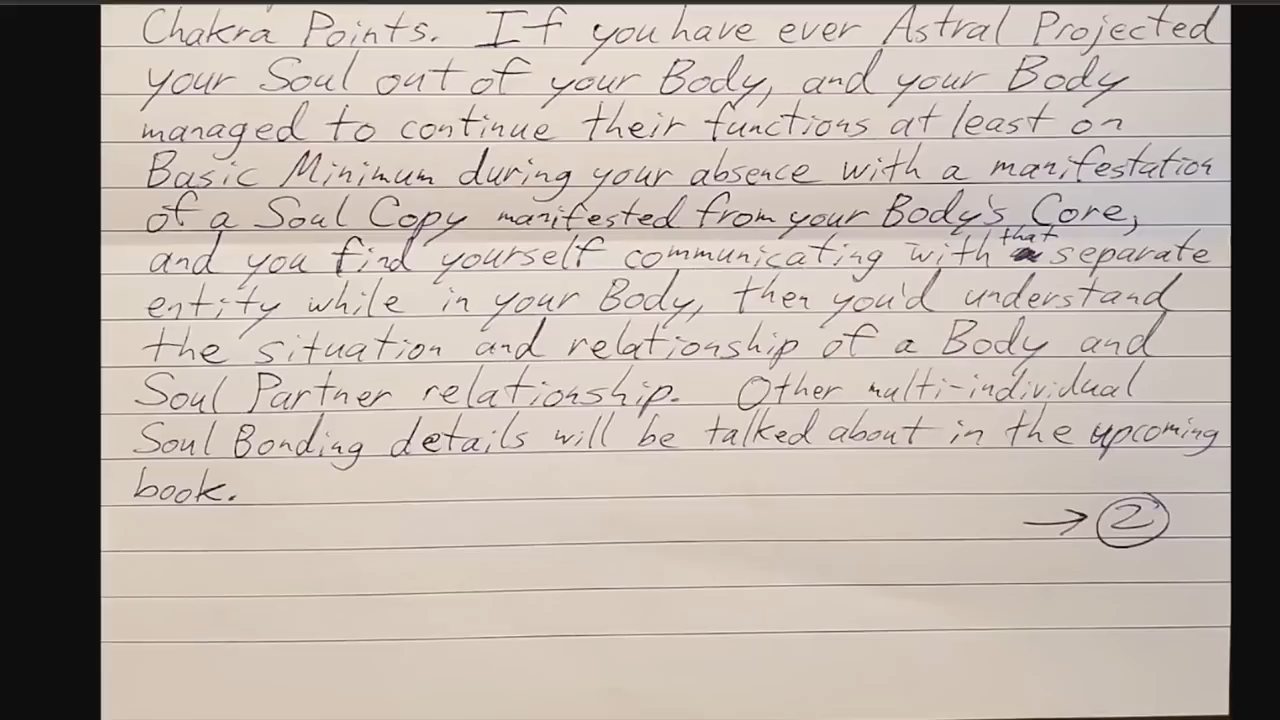 Chakra Points. If you have ever Astral Projected
your Soul out of your Body, and your Body
managed to continue their functions at least on
Basic Minimum during your absence with a manifestation
of a Soul Copy manifested from your Body's Core,
and you find yourself communicating with that separate
entity while in your Body, then you'd understand
the situation and relationship of a Body and
Soul Partner relationship. Other multi-individual
Soul Bonding details will be talked about in the upcoming
book.
→ 2